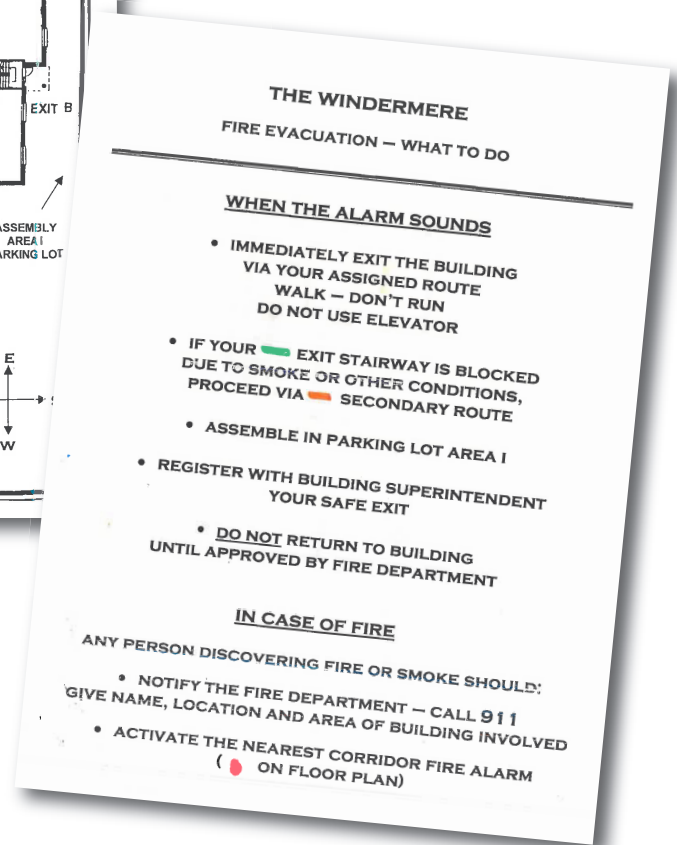 EXIT B
ASSEMBLY
AREA I
PARKING LOT
E
W
THE WINDERMERE
FIRE EVACUATION — WHAT TO DO
WHEN THE ALARM SOUNDS
• IMMEDIATELY EXIT THE BUILDING
VIA YOUR ASSIGNED ROUTE
WALK — DON'T RUN
DO NOT USE ELEVATOR
• IF YOUR EXIT STAIRWAY IS BLOCKED
DUE TO SMOKE OR OTHER CONDITIONS,
PROCEED VIA SECONDARY ROUTE
• ASSEMBLE IN PARKING LOT AREA I
• REGISTER WITH BUILDING SUPERINTENDENT
YOUR SAFE EXIT
• DO NOT RETURN TO BUILDING
UNTIL APPROVED BY FIRE DEPARTMENT
IN CASE OF FIRE
ANY PERSON DISCOVERING FIRE OR SMOKE SHOULD:
• NOTIFY THE FIRE DEPARTMENT — CALL 911
GIVE NAME, LOCATION AND AREA OF BUILDING INVOLVED
• ACTIVATE THE NEAREST CORRIDOR FIRE ALARM
( ON FLOOR PLAN)